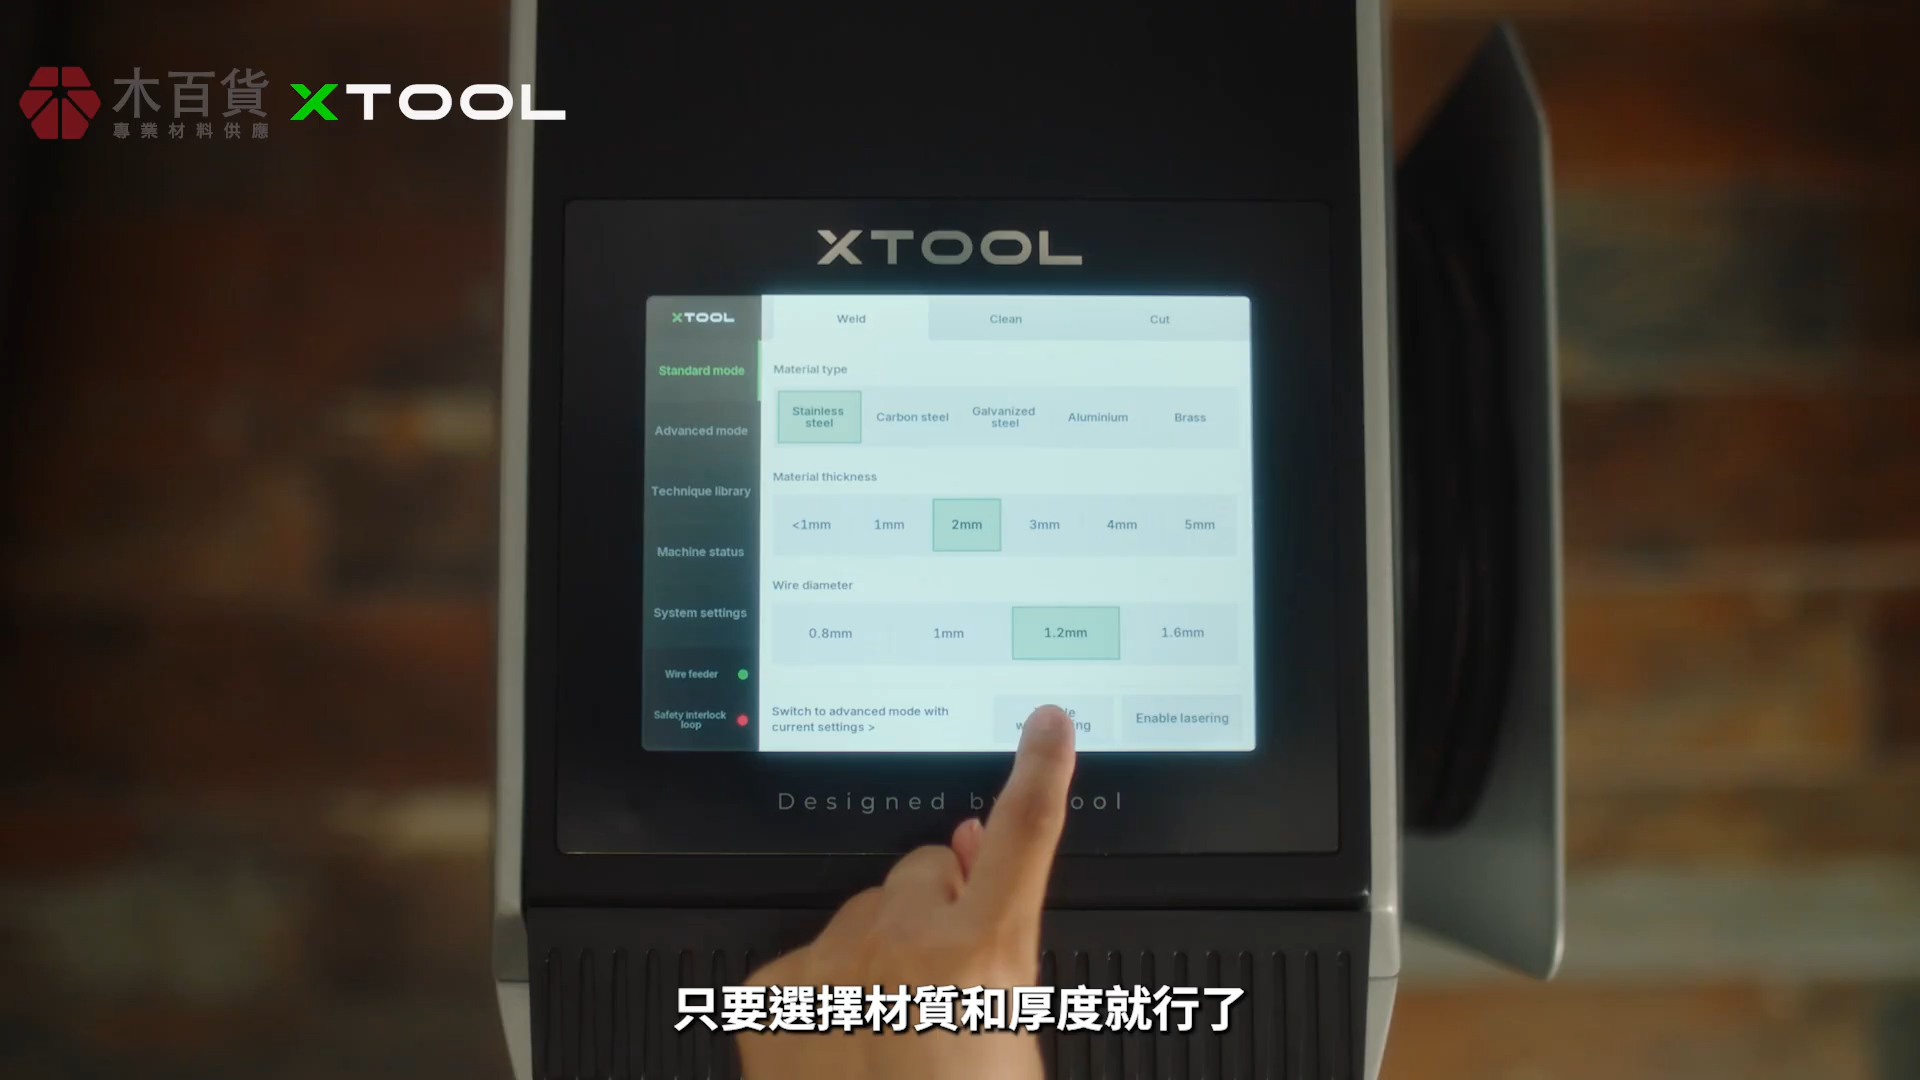 木百貨
專業材料供應
XTOOL
XTOOL
XTOOL
Weld
Clean
Cut
Standard mode
Advanced mode
Technique library
Machine status
System settings
Wire feeder
Safety interlock
loop
Material type
Stainless
steel
Carbon steel
Galvanized
steel
Aluminium
Brass
Material thickness
<1mm
1mm
2mm
3mm
4mm
5mm
Wire diameter
0.8mm
1mm
1.2mm
1.6mm
Switch to advanced mode with
current settings >
Enable lasering
Designed
只要選擇材質和厚度就行了